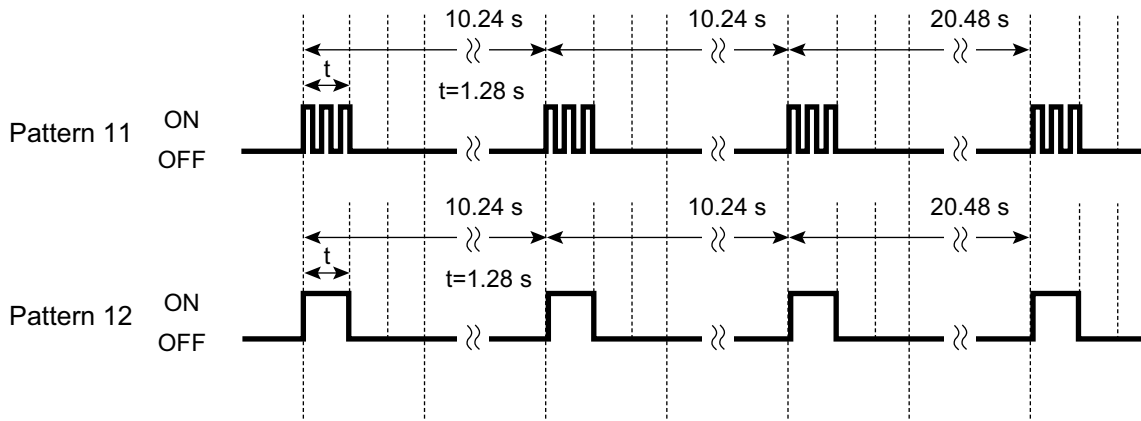 10.24 s 10.24 s 20.48 s
t
t=1.28 s
Pattern 11 ON
OFF
10.24 s 10.24 s 20.48 s
t
t=1.28 s
Pattern 12 ON
OFF